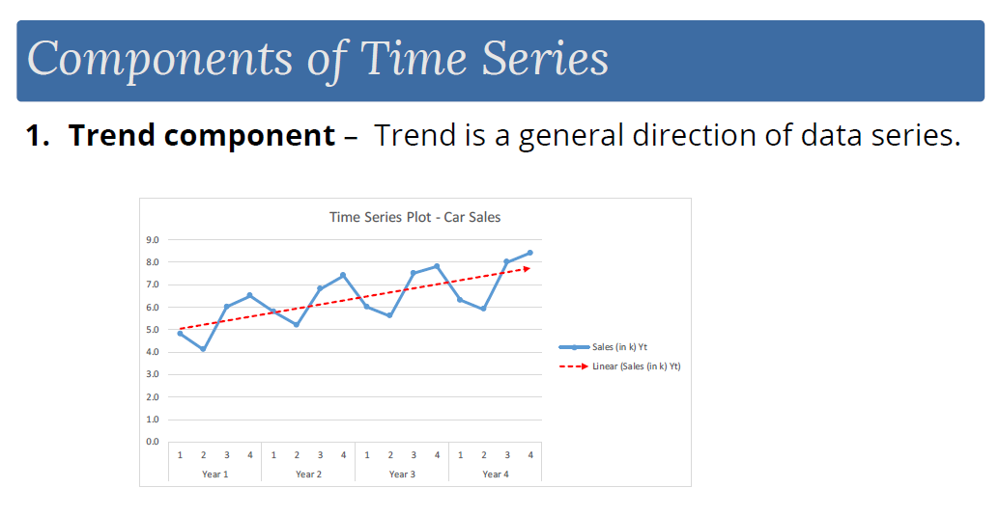 Components of Time Series
1. Trend component – Trend is a general direction of data series.
Time Series Plot - Car Sales
9.0
8.0
7.0
6.0
5.0
4.0
3.0
2.0
1.0
0.0
Sales (in k) Yt
Linear (Sales (in k) Yt)
1 2 3 4 1 2 3 4 1 2 3 4 1 2 3 4
Year 1 Year 2 Year 3 Year 4